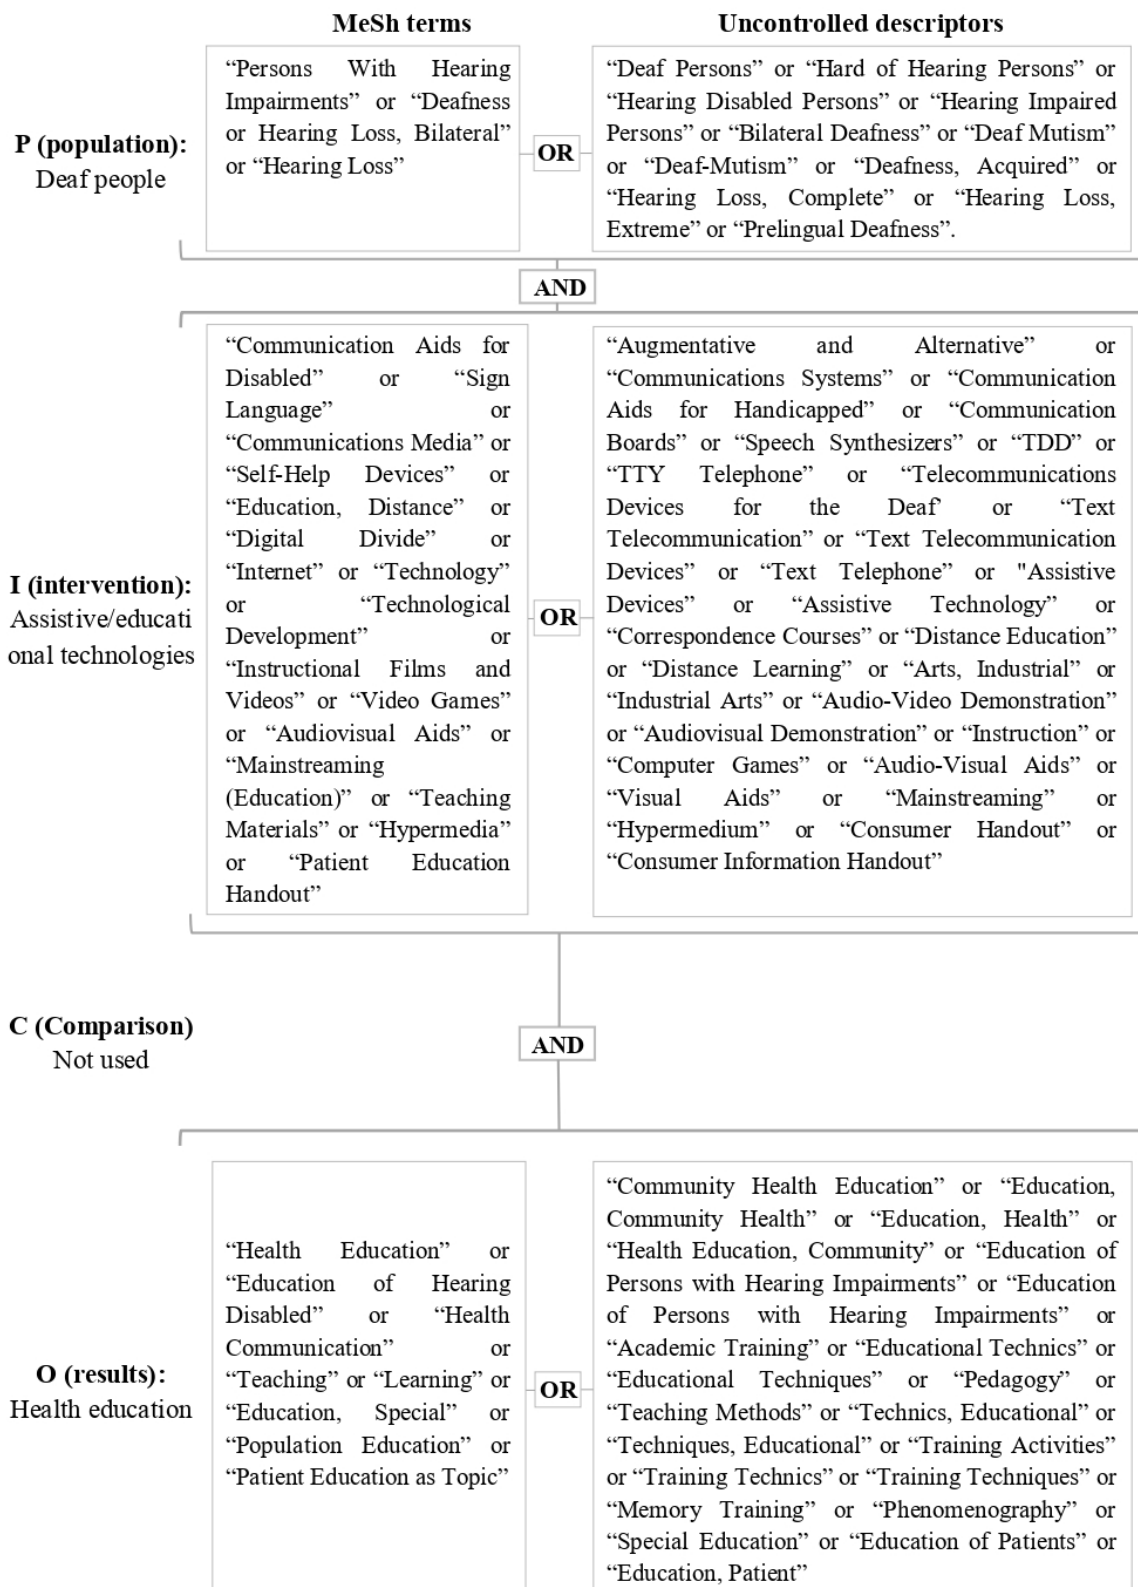 MeSh terms
Uncontrolled descriptors
P (population):
Deaf people
“Persons With Hearing
Impairments” or “Deafness
or Hearing Loss, Bilateral”
or “Hearing Loss”
OR
“Deaf Persons” or “Hard of Hearing Persons” or
“Hearing Disabled Persons” or “Hearing Impaired
Persons” or “Bilateral Deafness” or “Deaf Mutism”
or “Deaf-Mutism” or “Deafness, Acquired” or
“Hearing Loss, Complete” or “Hearing Loss,
Extreme” or “Prelingual Deafness”.
AND
I (intervention):
Assistive/educati
onal technologies
“Communication Aids for
Disabled” or “Sign
Language” or
“Communications Media” or
“Self-Help Devices” or
“Education, Distance” or
“Digital Divide” or
“Internet” or “Technology”
or “Technological
Development” or
“Instructional Films and
Videos” or “Video Games”
or “Audiovisual Aids” or
“Mainstreaming
(Education)” or “Teaching
Materials” or “Hypermedia”
or “Patient Education
Handout”
OR
“Augmentative and Alternative” or
“Communications Systems” or “Communication
Aids for Handicapped” or “Communication
Boards” or “Speech Synthesizers” or “TDD” or
“TTY Telephone” or “Telecommunications
Devices for the Deaf' or “Text
Telecommunication” or “Text Telecommunication
Devices” or “Text Telephone” or "Assistive
Devices” or “Assistive Technology” or
“Correspondence Courses” or “Distance Education”
or “Distance Learning” or “Arts, Industrial” or
“Industrial Arts” or “Audio-Video Demonstration”
or “Audiovisual Demonstration” or “Instruction” or
“Computer Games” or “Audio-Visual Aids” or
“Visual Aids” or “Mainstreaming” or
“Hypermedium” or “Consumer Handout” or
“Consumer Information Handout”
C (Comparison)
Not used
AND
O (results):
Health education
“Health Education” or
“Education of Hearing
Disabled” or “Health
Communication” or
“Teaching” or “Learning” or
“Education, Special” or
“Population Education” or
“Patient Education as Topic”
OR
“Community Health Education” or “Education,
Community Health” or “Education, Health” or
“Health Education, Community” or “Education of
Persons with Hearing Impairments” or “Education
of Persons with Hearing Impairments” or
“Academic Training” or “Educational Technics” or
“Educational Techniques” or “Pedagogy” or
“Teaching Methods” or “Technics, Educational” or
“Techniques, Educational” or “Training Activities”
or “Training Technics” or “Training Techniques” or
“Memory Training” or “Phenomenography” or
“Special Education” or “Education of Patients” or
“Education, Patient”